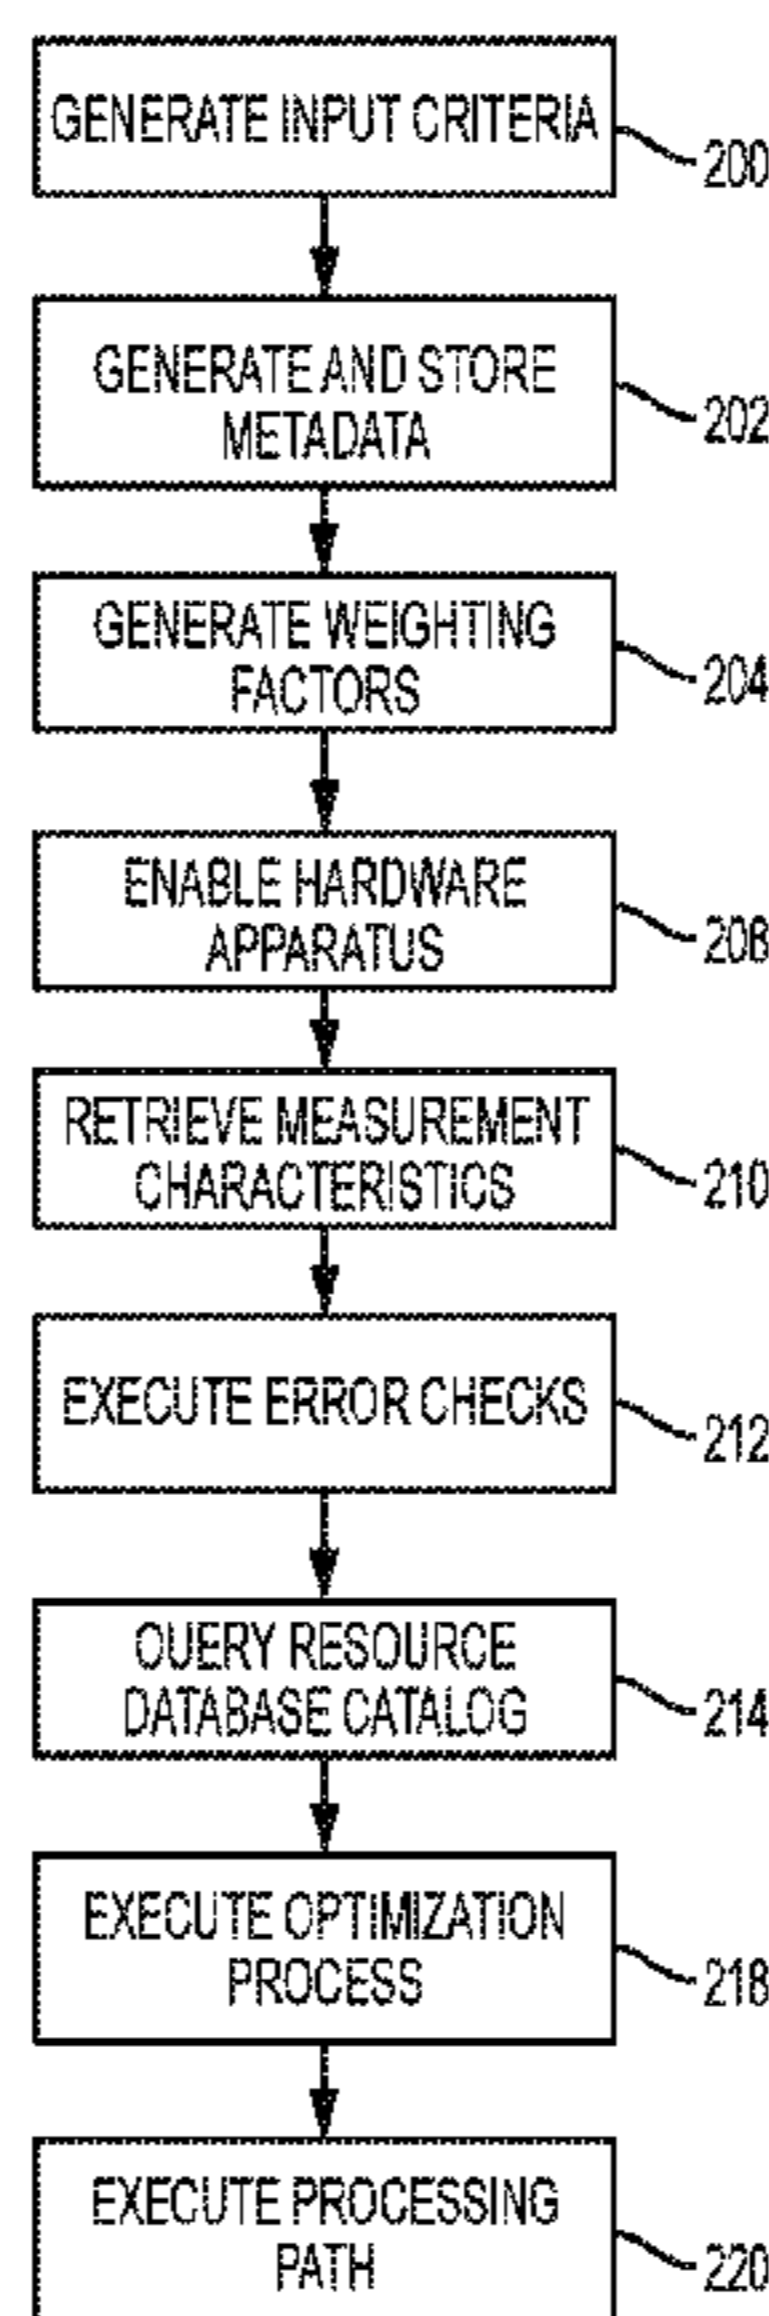 GENERATE INPUT CRITERIA
200
GENERATE AND STORE
METADATA
202
GENERATE WEIGHTING
FACTORS
204
ENABLE HARDWARE
APPARATUS
208
RETRIEVE MEASUREMENT
CHARACTERISTICS
210
EXECUTE ERROR CHECKS
212
QUERY RESOURCE
DATABASE CATALOG
214
EXECUTE OPTIMIZATION
PROCESS
218
EXECUTE PROCESSING
PATH
220